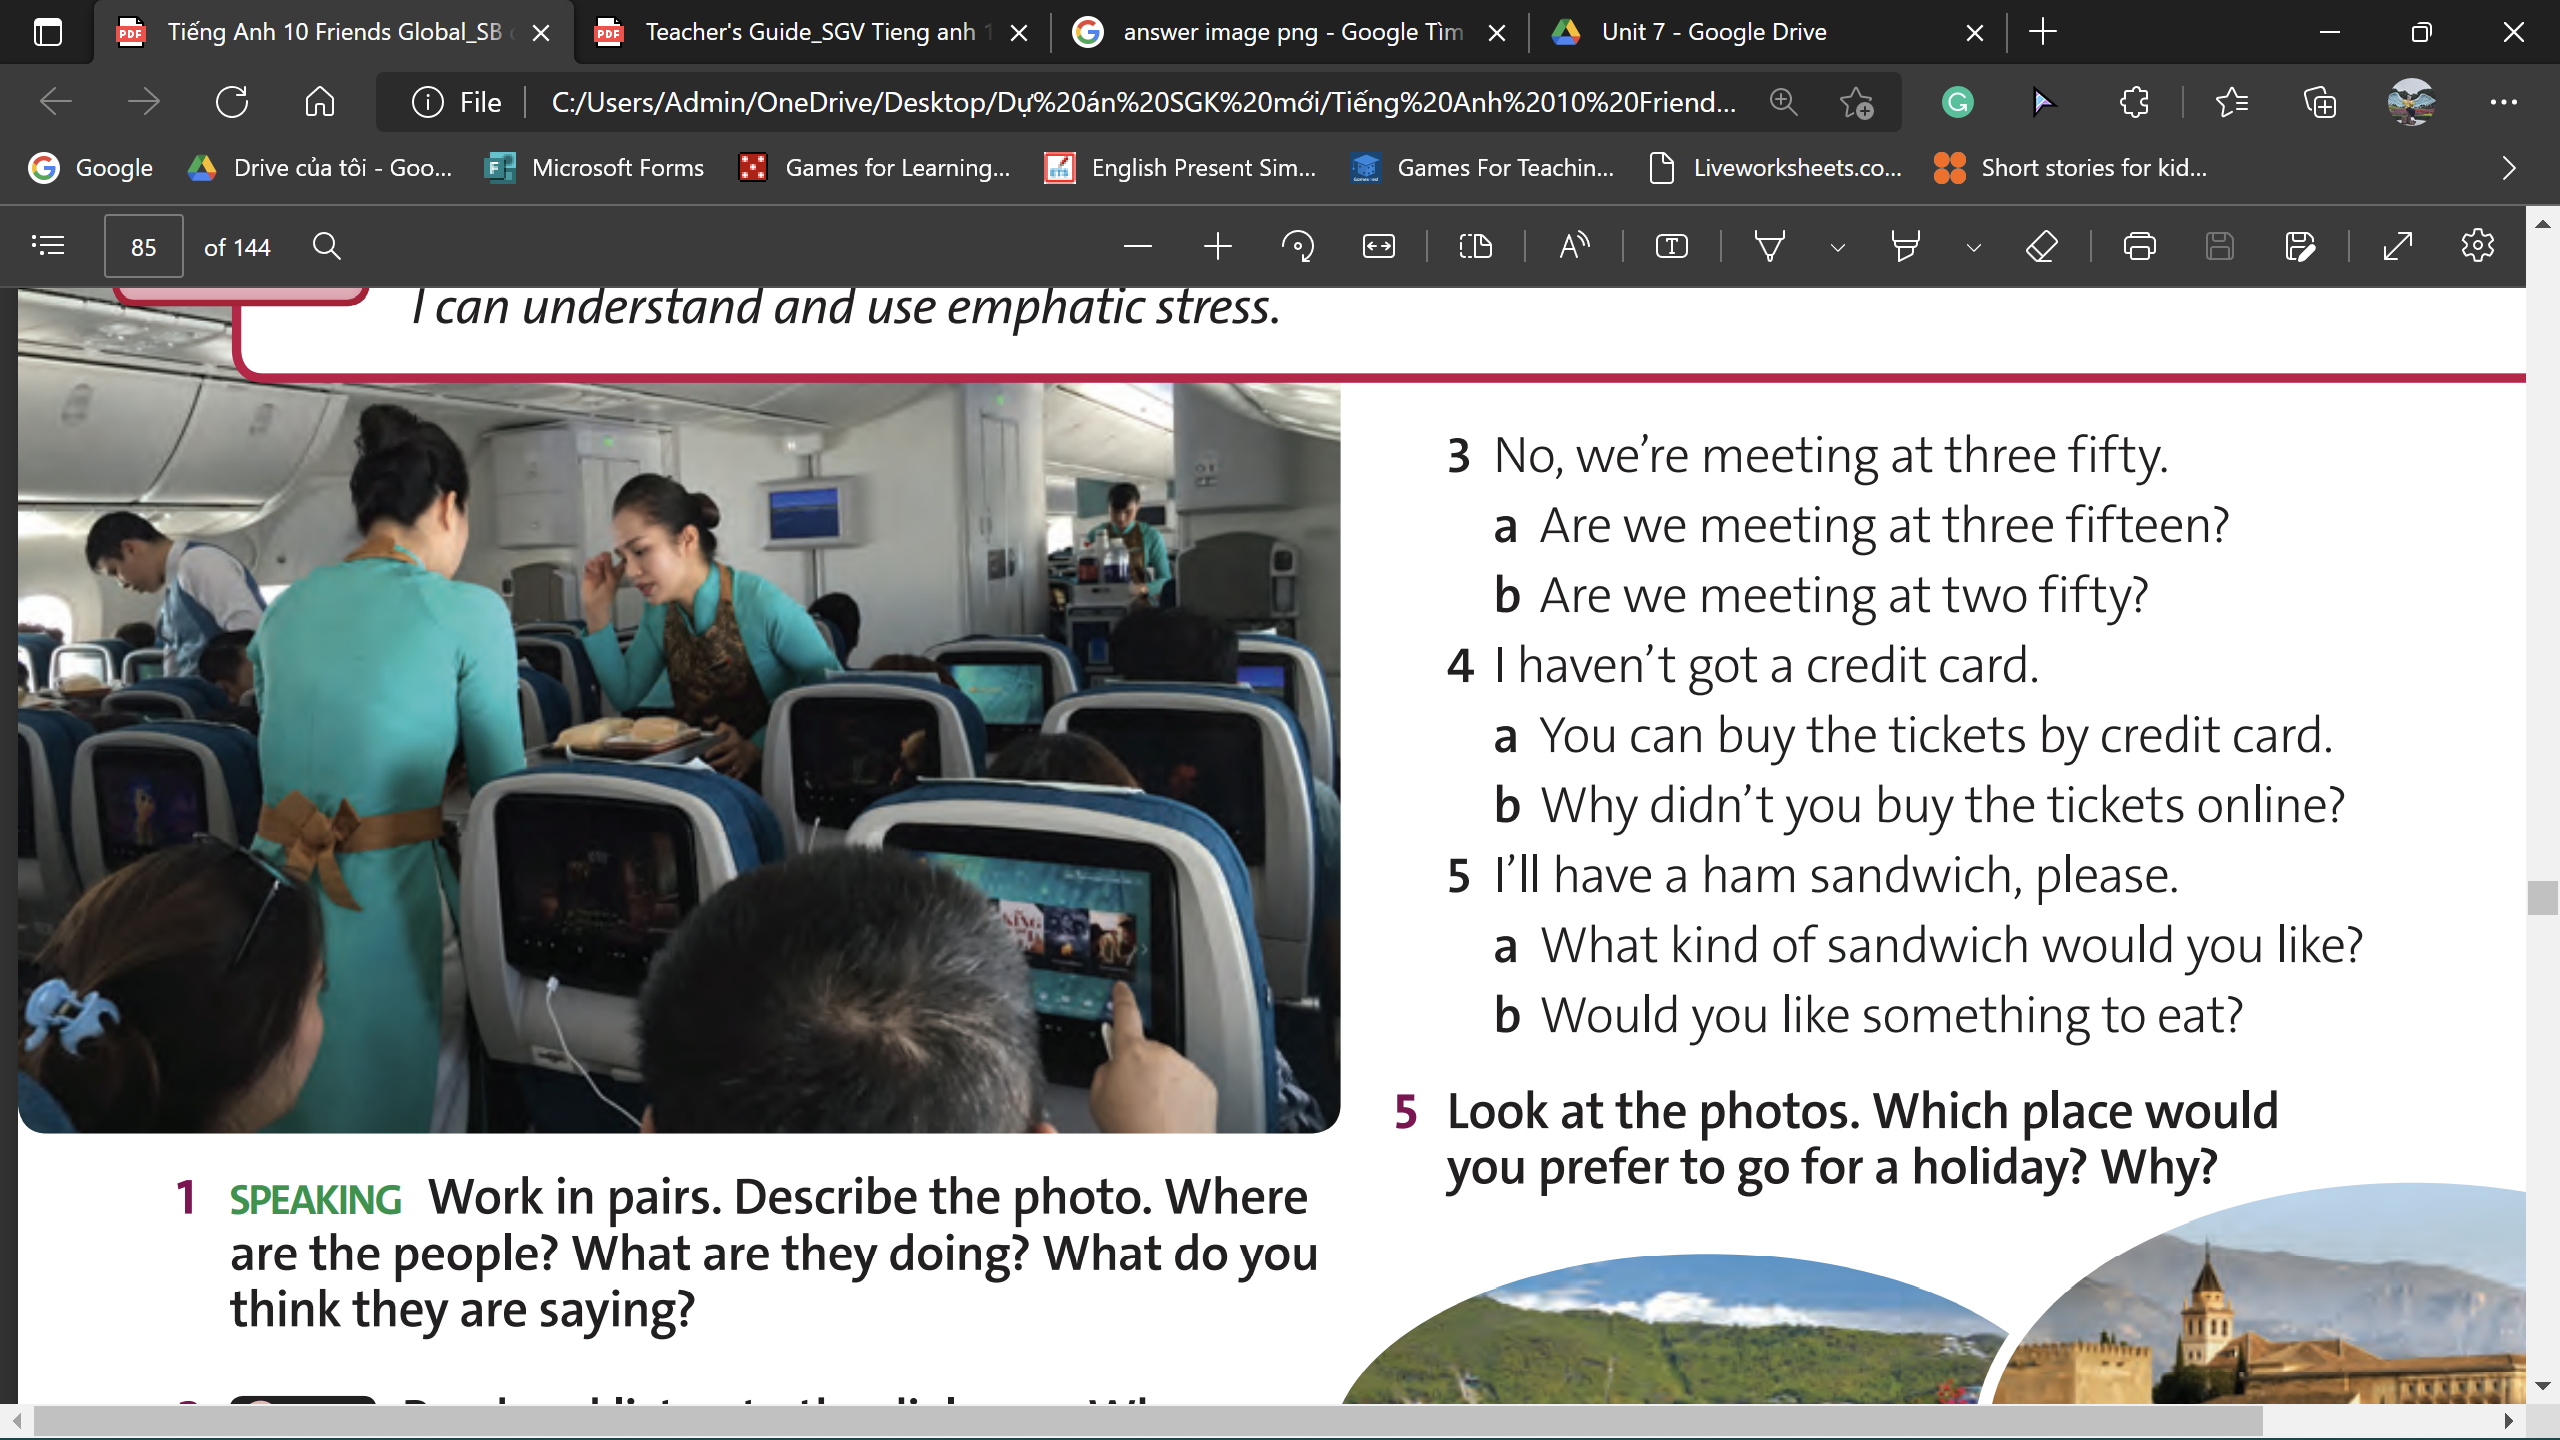 Tiếng Anh 10 Friends Global_SB
Teacher's Guide_SGV Tieng anh 1
answer image png - Google Tìm
Unit 7 - Google Drive
File
C:/Users/Admin/OneDrive/Desktop/Dự%20án%20SGK%20mới/Tiếng%20Anh%2010%20Friend...
Google
Drive của tôi - Goo...
Microsoft Forms
Games for Learning...
English Present Sim...
Games For Teachin...
Liveworksheets.co...
Short stories for kid...
85 of 144
I can understand and use emphatic stress.
1 SPEAKING Work in pairs. Describe the photo. Where
are the people? What are they doing? What do you
think they are saying?
3 No, we’re meeting at three fifty.
a Are we meeting at three fifteen?
b Are we meeting at two fifty?
4 I haven’t got a credit card.
a You can buy the tickets by credit card.
b Why didn’t you buy the tickets online?
5 I’ll have a ham sandwich, please.
a What kind of sandwich would you like?
b Would you like something to eat?
5 Look at the photos. Which place would
you prefer to go for a holiday? Why?